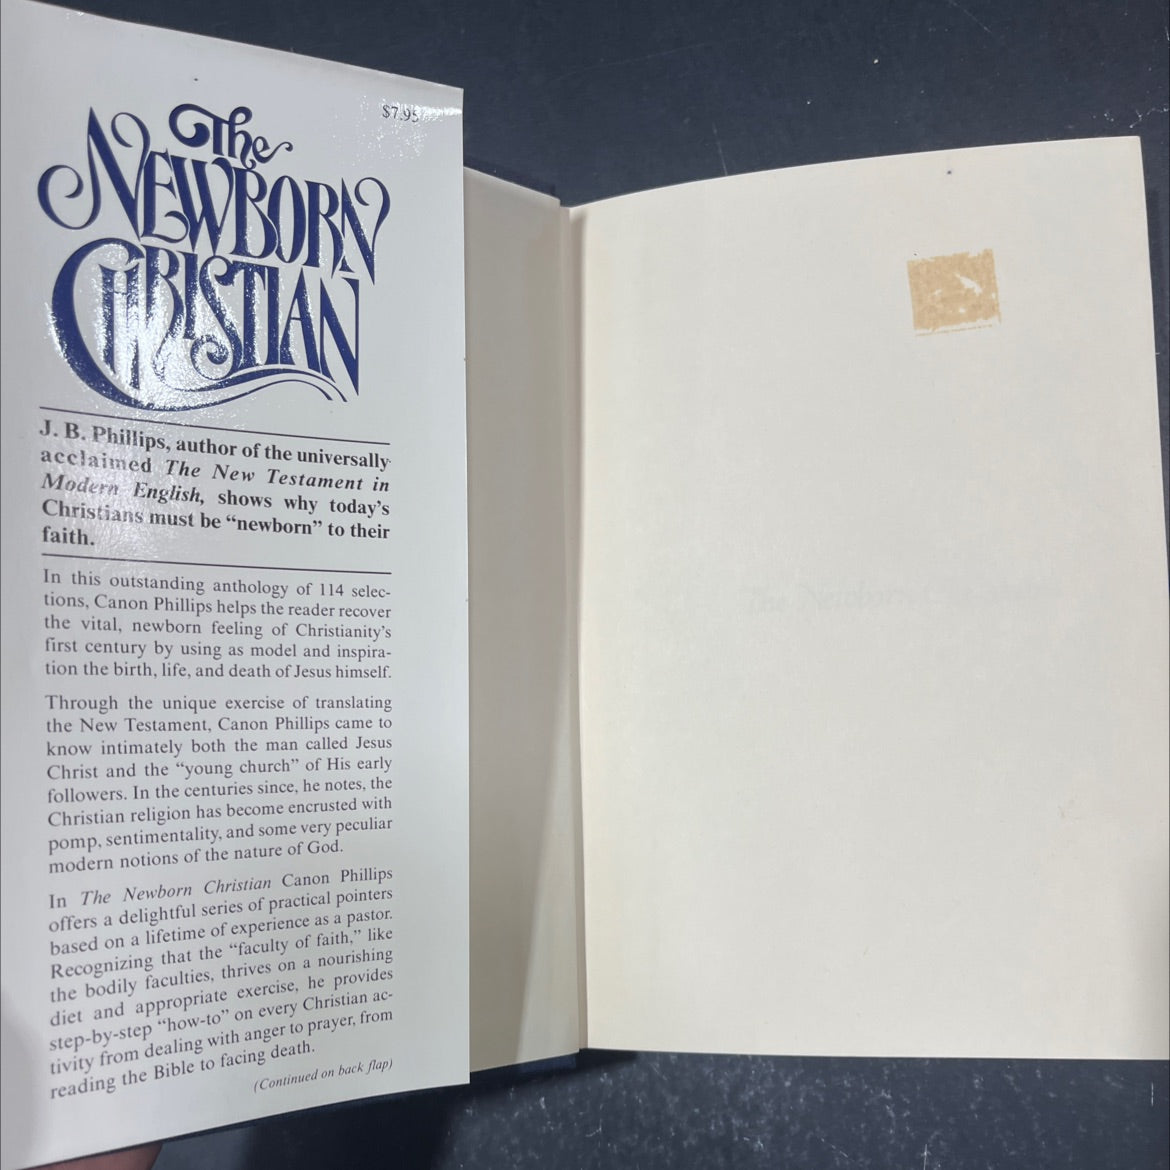 $7.95
The
NEWBORN
CHRISTIAN
J. B. Phillips, author of the universally
acclaimed The New Testament in
Modern English, shows why today's
Christians must be “newborn” to their
faith.
In this outstanding anthology of 114 selec-
tions, Canon Phillips helps the reader recover
the vital, newborn feeling of Christianity's
first century by using as model and inspira-
tion the birth, life, and death of Jesus himself.
Through the unique exercise of translating
the New Testament, Canon Phillips came to
know intimately both the man called Jesus
Christ and the “young church” of His early
followers. In the centuries since, he notes, the
Christian religion has become encrusted with
pomp, sentimentality, and some very peculiar
modern notions of the nature of God.
In The Newborn Christian Canon Phillips
offers a delightful series of practical pointers
based on a lifetime of experience as a pastor.
Recognizing that the “faculty of faith,” like
the bodily faculties, thrives on a nourishing
diet and appropriate exercise, he provides
step-by-step “how-to” on every Christian ac-
tivity from dealing with anger to prayer, from
reading the Bible to facing death.
(Continued on back flap)
The Newborn